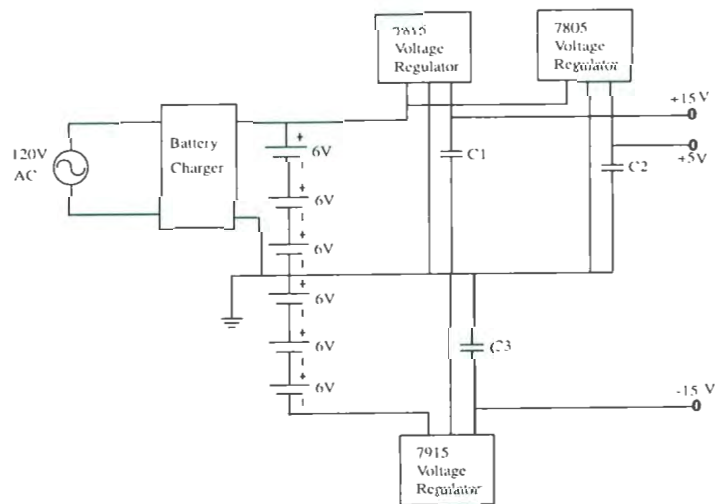 7815
Voltage
Regulator
7805
Voltage
Regulator
+15V
+5V
120V
AC
Battery
Charger
+
6V
-
C1
C2
+
6V
-
+
6V
-
+
6V
-
+
6V
-
C3
+
6V
-
-15 V
7915
Voltage
Regulator